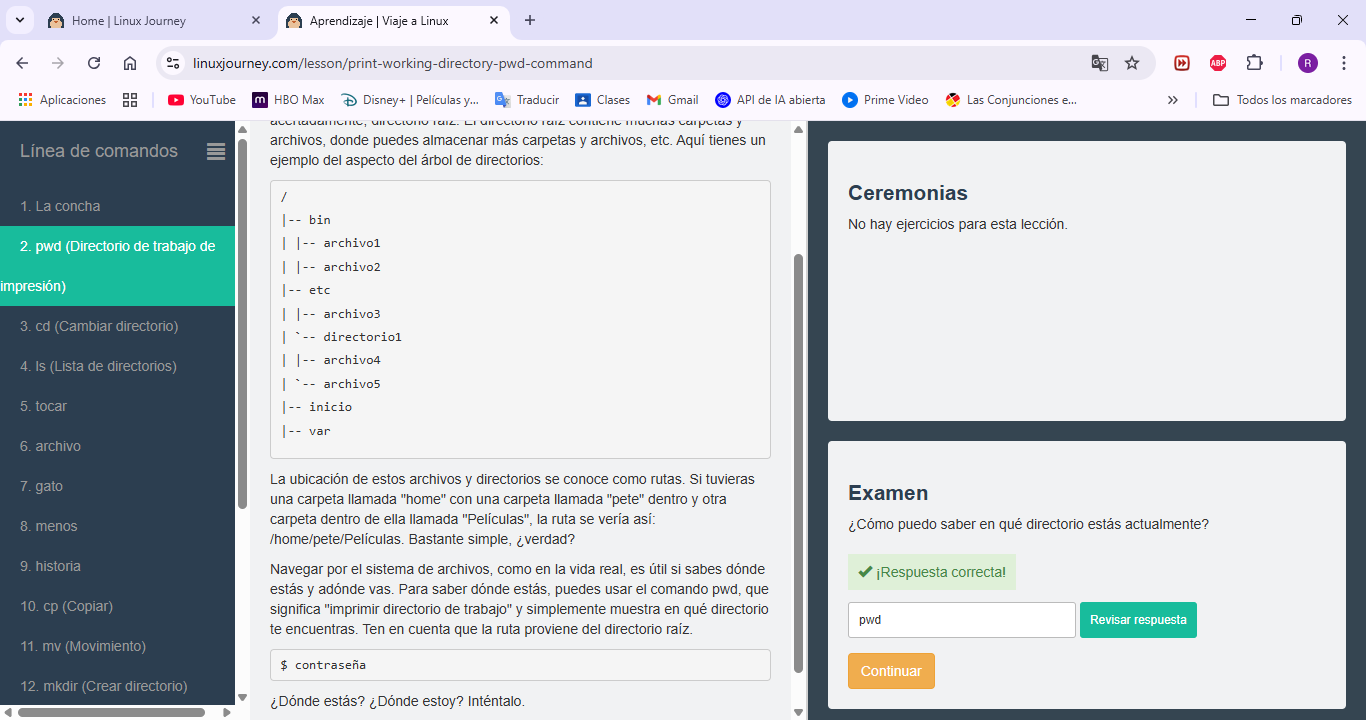 Home | Linux Journey
Aprendizaje | Viaje a Linux
linuxjourney.com/lesson/print-working-directory-pwd-command
ABP
R
Aplicaciones
YouTube
m HBO Max
Disney+ | Películas y...
Traducir
Clases
Gmail
API de IA abierta
Prime Video
Las Conjunciones e...
Todos los marcadores
Línea de comandos
1. La concha
2. pwd (Directorio de trabajo de
impresión)
3. cd (Cambiar directorio)
4. ls (Lista de directorios)
5. tocar
6. archivo
7. gato
8. menos
9. historia
10. cp (Copiar)
11. mv (Movimiento)
12. mkdir (Crear directorio)
acertadamente, directorio raíz. El directorio raíz contiene muchas carpetas y
archivos, donde puedes almacenar más carpetas y archivos, etc. Aquí tienes un
ejemplo del aspecto del árbol de directorios:
/
|-- bin
| |-- archivo1
| |-- archivo2
|-- etc
| |-- archivo3
| `-- directorio1
| |-- archivo4
| `-- archivo5
|-- inicio
|-- var
La ubicación de estos archivos y directorios se conoce como rutas. Si tuvieras
una carpeta llamada "home" con una carpeta llamada "pete" dentro y otra
carpeta dentro de ella llamada "Películas", la ruta se vería así:
/home/pete/Películas. Bastante simple, ¿verdad?
Navegar por el sistema de archivos, como en la vida real, es útil si sabes dónde
estás y adónde vas. Para saber dónde estás, puedes usar el comando pwd, que
significa "imprimir directorio de trabajo" y simplemente muestra en qué directorio
te encuentras. Ten en cuenta que la ruta proviene del directorio raíz.
$ contraseña
¿Dónde estás? ¿Dónde estoy? Inténtalo.
Ceremonias
No hay ejercicios para esta lección.
Examen
¿Cómo puedo saber en qué directorio estás actualmente?
¡Respuesta correcta!
pwd
Revisar respuesta
Continuar